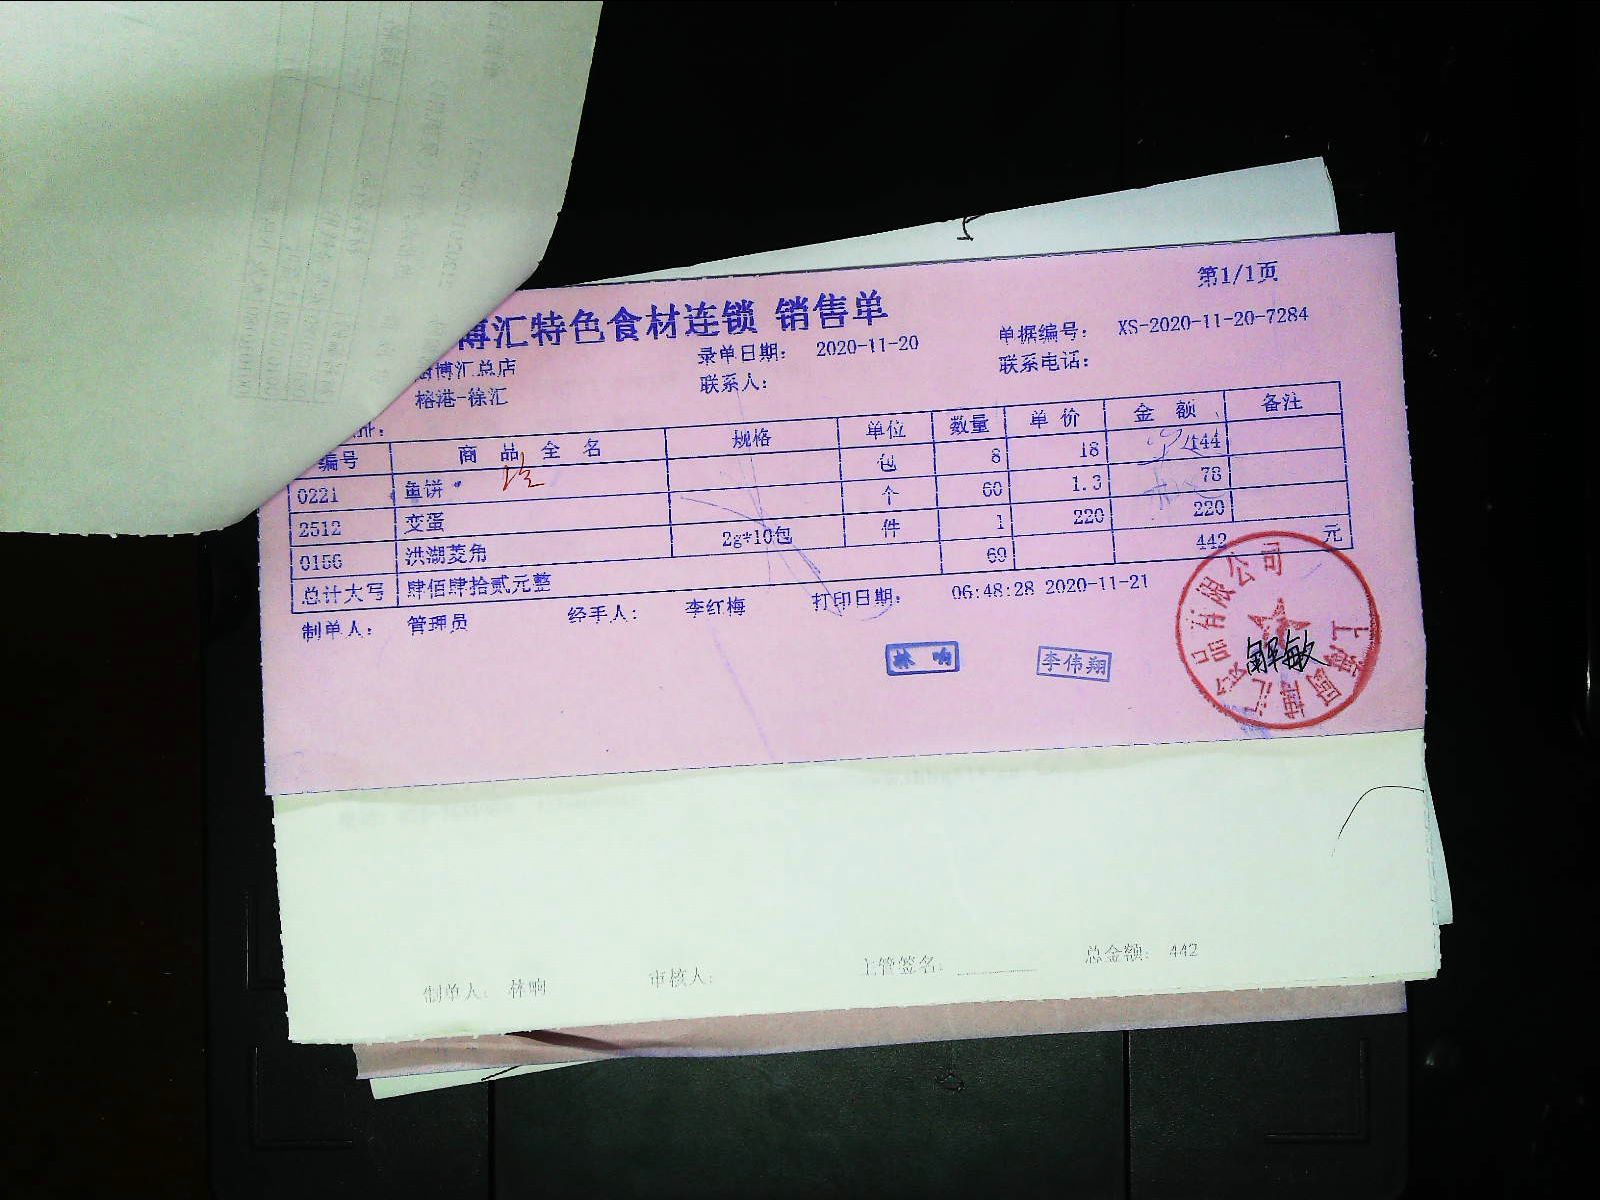 第1/1页
博汇特色食材连锁 销售单
博汇总店 录单日期： 2020-11-20 单据编号： XS-2020-11-20-7284
榕港-徐汇 联系人： 联系电话：
址：
编号 商 品 全 名 规格 单位 数量 单 价 金 额 备注
0221 鱼饼 包 8 18 144
2512 变蛋 个 60 1.3 78
0156 洪湖菱角 2g*10包 件 1 220 220
总计大写 肆佰肆拾贰元整 69 442 元
制单人： 管理员 经手人： 李红梅 打印日期： 06:48:28 2020-11-21
林 响 李伟翔
解敏
制单人： 林响 审核人： 主管签名： 总金额： 442